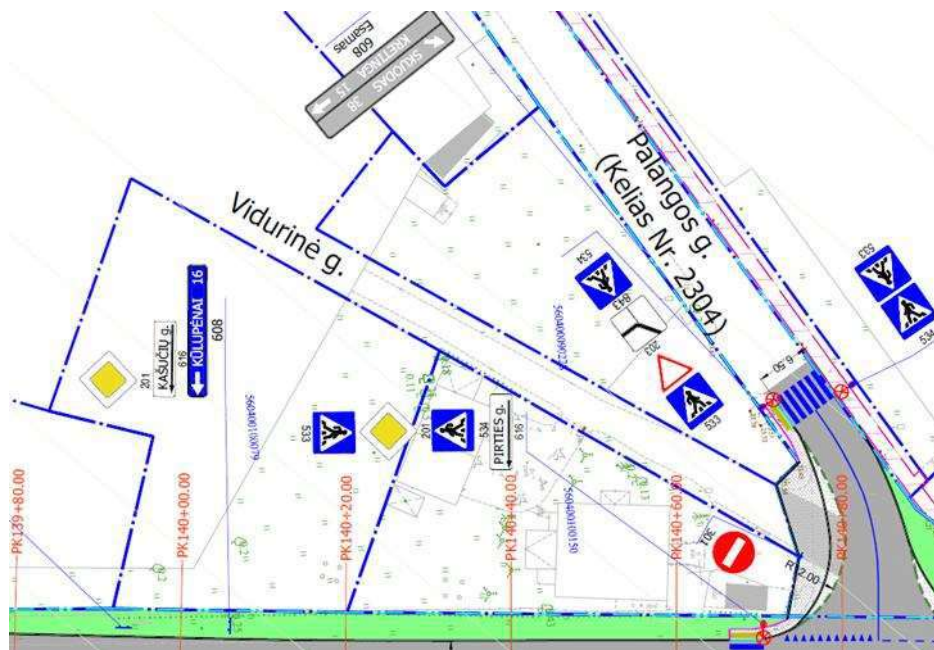 608
Esamas
SKUODAS 38
KRETINGA 15
Palangos g.
(Kelias Nr. 2304)
Vidurinė g.
533
534
534
843
203
533
6.50
KŪLUPĖNAI 16
608
KAŠUČIŲ g.
616
201
533
201
534
PIRTIES g.
616
560400100079
560400100150
301
R12.00
PK139+80.00
PK140+00.00
PK140+20.00
PK140+40.00
PK140+60.00
PK140+80.00